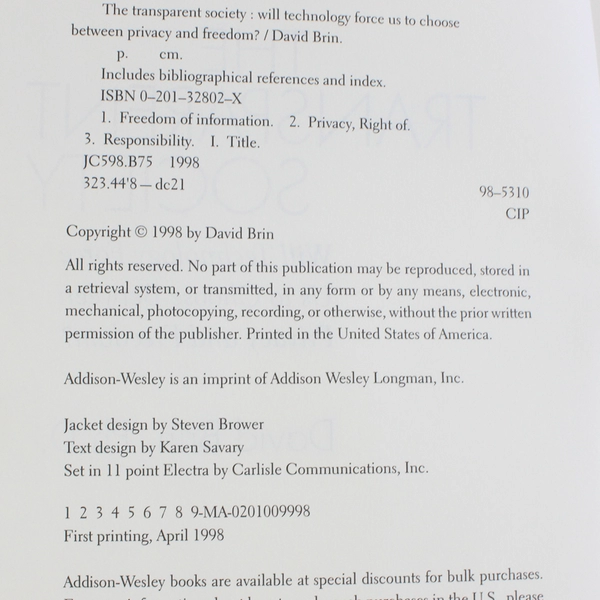 The transparent society : will technology force us to choose
between privacy and freedom? / David Brin.
p. cm.
Includes bibliographical references and index.
ISBN 0–201–32802–X
1. Freedom of information. 2. Privacy, Right of.
3. Responsibility. I. Title.
JC598.B75 1998
323.44'8—dc21
98–5310
CIP
Copyright © 1998 by David Brin
All rights reserved. No part of this publication may be reproduced, stored in
a retrieval system, or transmitted, in any form or by any means, electronic,
mechanical, photocopying, recording, or otherwise, without the prior written
permission of the publisher. Printed in the United States of America.
Addison-Wesley is an imprint of Addison Wesley Longman, Inc.
Jacket design by Steven Brower
Text design by Karen Savary
Set in 11 point Electra by Carlisle Communications, Inc.
1 2 3 4 5 6 7 8 9-MA-0201009998
First printing, April 1998
Addison-Wesley books are available at special discounts for bulk purchases.
in the U.S. please